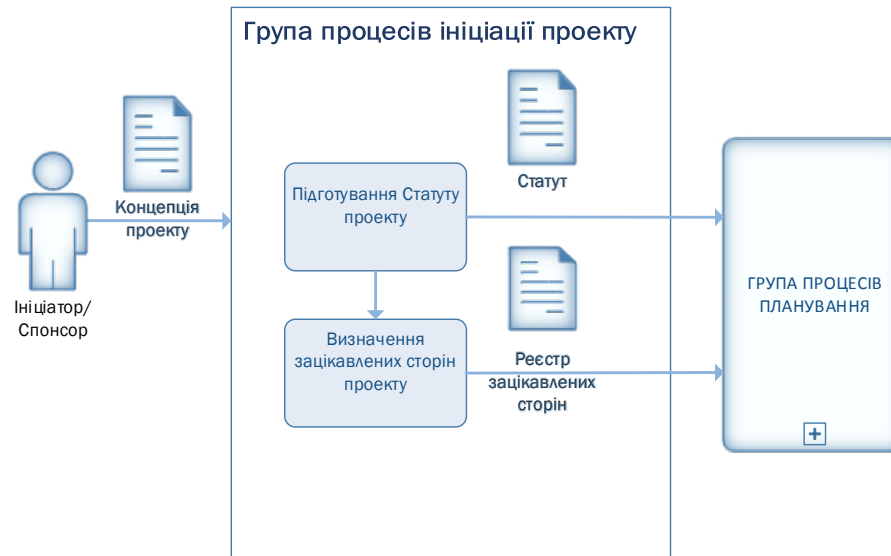 Група процесів ініціації проекту
Концепція
проекту
Ініціатор/
Спонсор
Підготування Статуту
проекту
Статут
Визначення
зацікавлених сторін
проекту
Реєстр
зацікавлених
сторін
ГРУПА ПРОЦЕСІВ
ПЛАНУВАННЯ